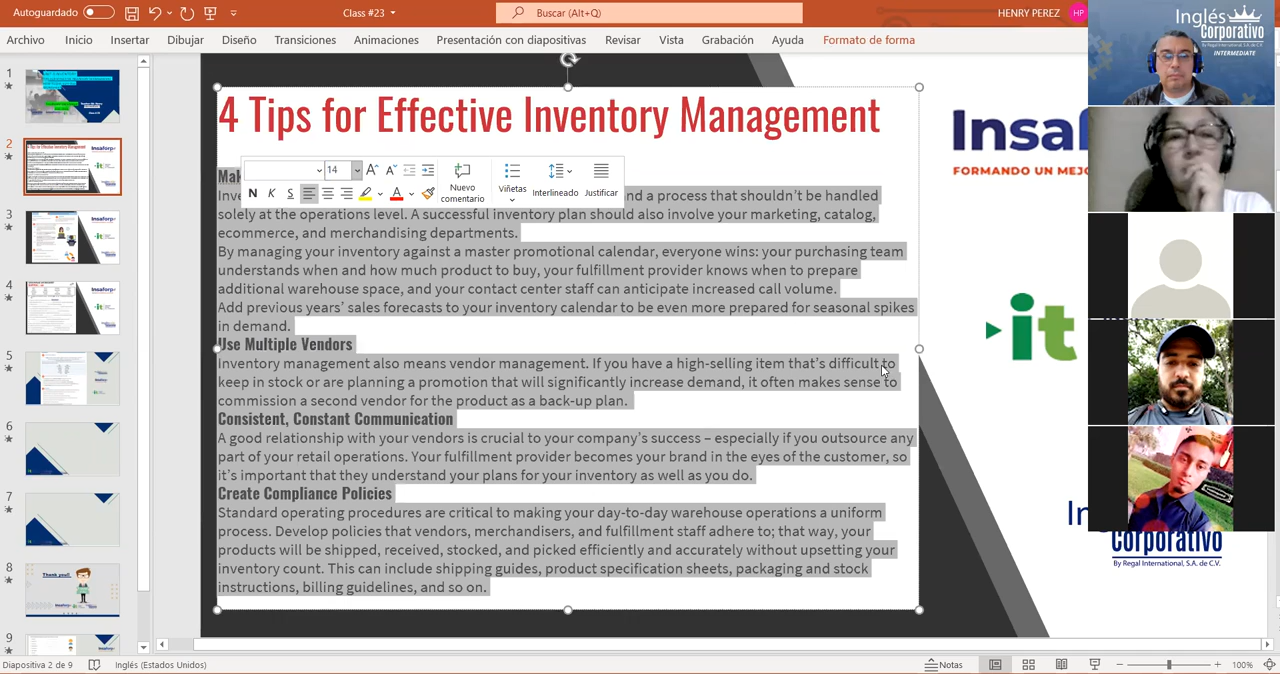 Autoguardado
Class #23
Buscar (Alt+Q)
HENRY PEREZ
HP
Archivo
Inicio
Insertar
Dibujar
Diseño
Transiciones
Animaciones
Presentación con diapositivas
Revisar
Vista
Grabación
Ayuda
Formato de forma
Inglés
Corporativo
By Regal International, S.A. de C.V.
INTERMEDIATE
1
2
3
4
5
6
7
8
Thank you!
9
4 Tips for Effective Inventory Management
14
N K S
Nuevo comentario
Viñetas
Interlineado
Justificar
Mak
Inve
nd a process that shouldn't be handled
solely at the operations level. A successful inventory plan should also involve your marketing, catalog,
ecommerce, and merchandising departments.
By managing your inventory against a master promotional calendar, everyone wins: your purchasing team
understands when and how much product to buy, your fulfillment provider knows when to prepare
additional warehouse space, and your contact center staff can anticipate increased call volume.
Add previous years' sales forecasts to your inventory calendar to be even more prepared for seasonal spikes
in demand.
Use Multiple Vendors
Inventory management also means vendor management. If you have a high-selling item that's difficult to
keep in stock or are planning a promotion that will significantly increase demand, it often makes sense to
commission a second vendor for the product as a back-up plan.
Consistent, Constant Communication
A good relationship with your vendors is crucial to your company's success – especially if you outsource any
part of your retail operations. Your fulfillment provider becomes your brand in the eyes of the customer, so
it's important that they understand your plans for your inventory as well as you do.
Create Compliance Policies
Standard operating procedures are critical to making your day-to-day warehouse operations a uniform
process. Develop policies that vendors, merchandisers, and fulfillment staff adhere to; that way, your
products will be shipped, received, stocked, and picked efficiently and accurately without upsetting your
inventory count. This can include shipping guides, product specification sheets, packaging and stock
instructions, billing guidelines, and so on.
Insaf
FORMANDO UN MEJ
it
In
Corporativo
By Regal International, S.A. de C.V.
Diapositiva 2 de 9
Inglés (Estados Unidos)
Notas
100%